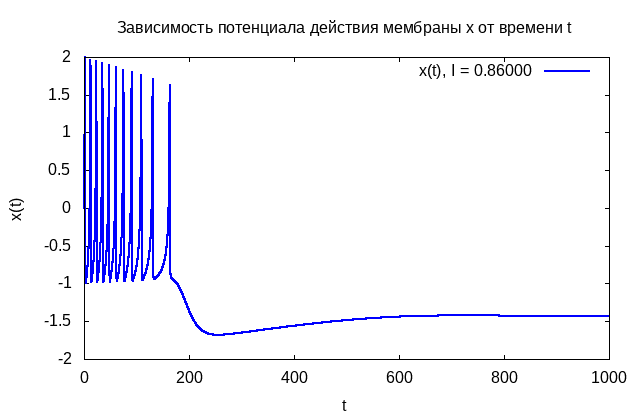 Зависимость потенциала действия мембраны x от времени t
x(t), I = 0.86000
2
1.5
1
0.5
0
-0.5
-1
-1.5
-2
x(t)
0 200 400 600 800 1000
t